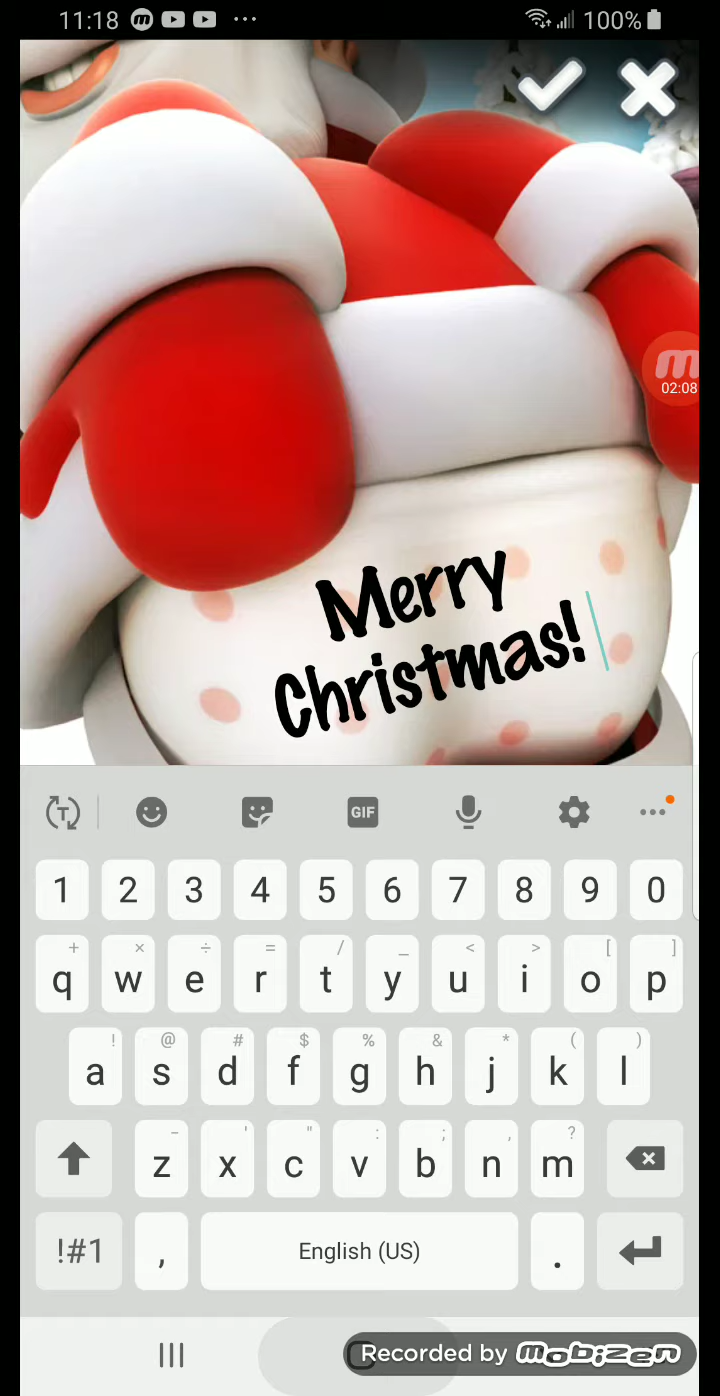 11:18
100%
02:08
Merry
Christmas!
T
GIF
1 2 3 4 5 6 7 8 9 0
+ × ÷ = / _ < > [ ]
q w e r t y u i o p
! @ # $ % & * ( )
a s d f g h j k l
- ' " : ; , ?
z x c v b n m
!#1 , English (US) .
Recorded by mobizen